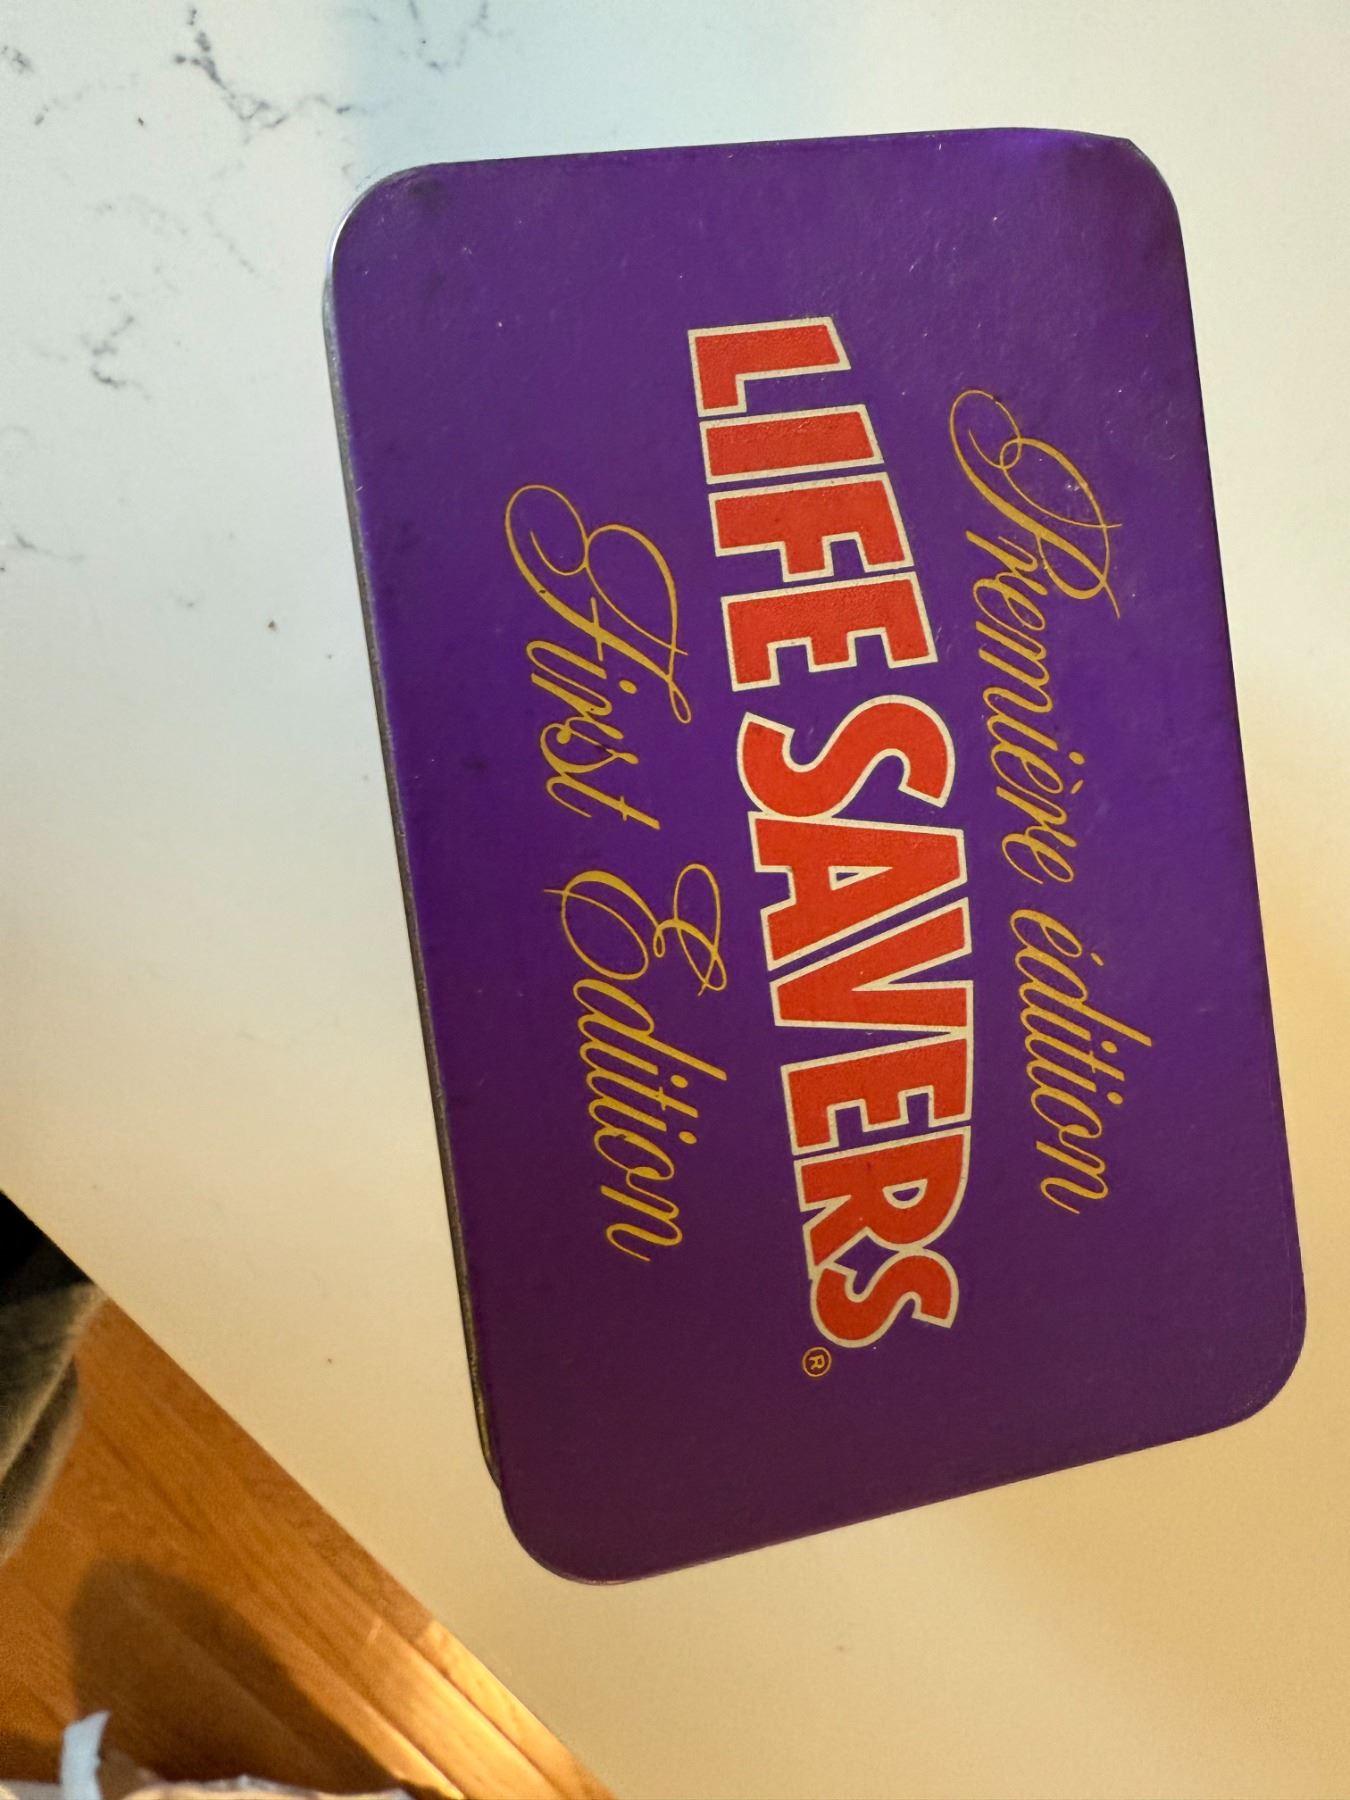 Première édition
LIFE SAVERS®
First Edition